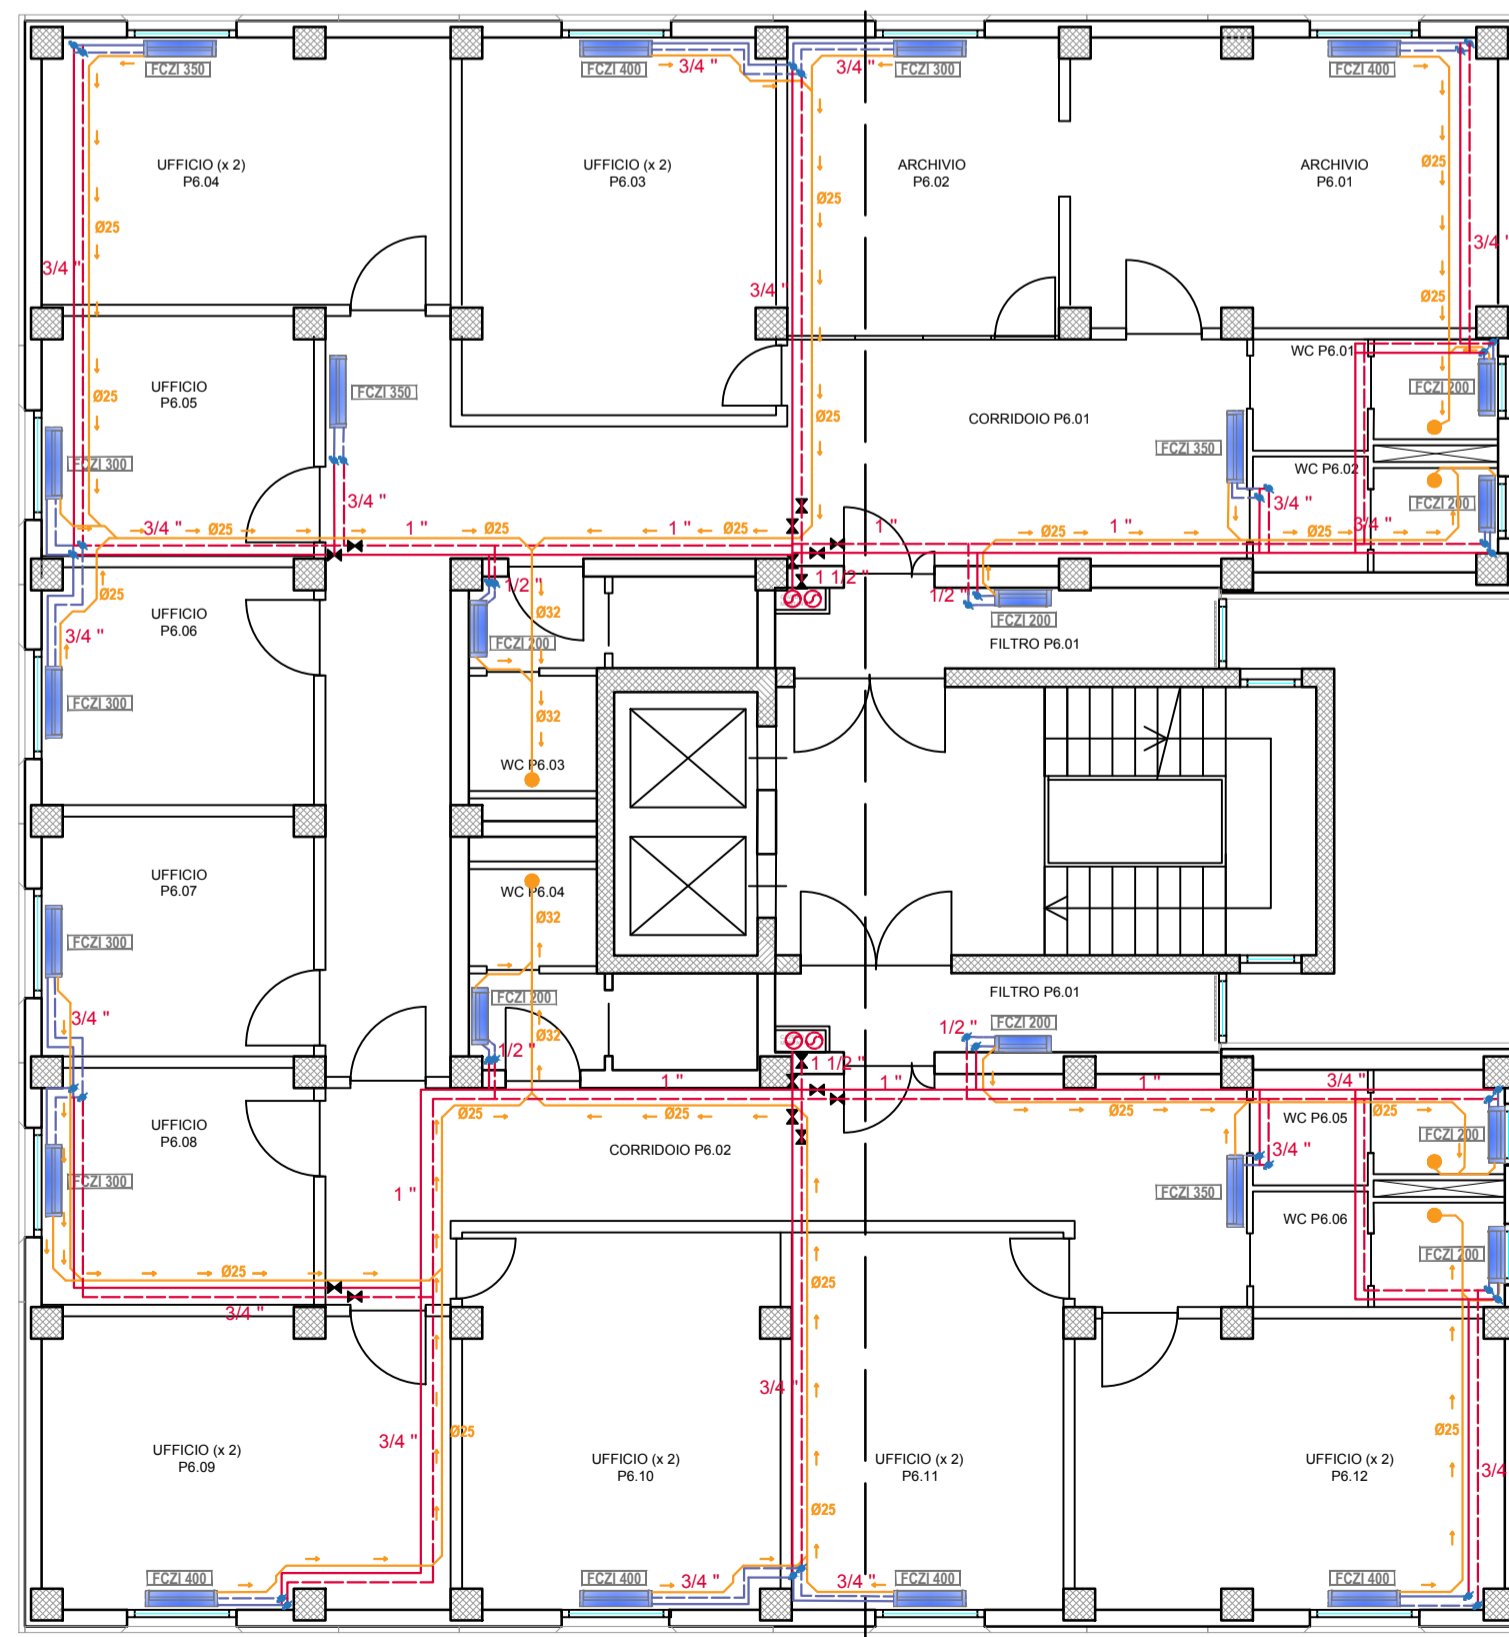 FCZI 350
FCZI 400
3/4 "
3/4 "
FCZI 300
FCZI 400
UFFICIO (x 2)
P6.04
UFFICIO (x 2)
P6.03
ARCHIVIO
P6.02
ARCHIVIO
P6.01
Ø25
Ø25
Ø25
3/4 "
3/4 "
3/4 "
Ø25
WC P6.01
UFFICIO
P6.05
Ø25
FCZI 350
Ø25
CORRIDOIO P6.01
FCZI 200
FCZI 300
FCZI 350
WC P6.02
FCZI 200
3/4 "
3/4 "
3/4 "
3/4 "
Ø25
1 "
Ø25
1 "
Ø25
1 "
Ø25
1 "
Ø25
Ø25
1/2 "
1 1/2 "
1/2 "
UFFICIO
P6.06
3/4 "
Ø32
FCZI 200
FCZI 200
FILTRO P6.01
FCZI 300
Ø32
WC P6.03
UFFICIO
P6.07
WC P6.04
Ø32
FCZI 300
3/4 "
FCZI 200
FILTRO P6.01
FCZI 200
1/2 "
Ø32
1/2 "
1 "
1 1/2 "
1 "
1 "
3/4 "
UFFICIO
P6.08
Ø25
Ø25
Ø25
WC P6.05
Ø25
FCZI 200
CORRIDOIO P6.02
3/4 "
FCZI 300
1 "
FCZI 350
WC P6.06
FCZI 200
Ø25
Ø25
3/4 "
3/4 "
3/4 "
Ø25
Ø25
UFFICIO (x 2)
P6.09
UFFICIO (x 2)
P6.10
UFFICIO (x 2)
P6.11
UFFICIO (x 2)
P6.12
3/4
Ø25
FCZI 400
FCZI 400
3/4 "
3/4 "
FCZI 400
FCZI 400